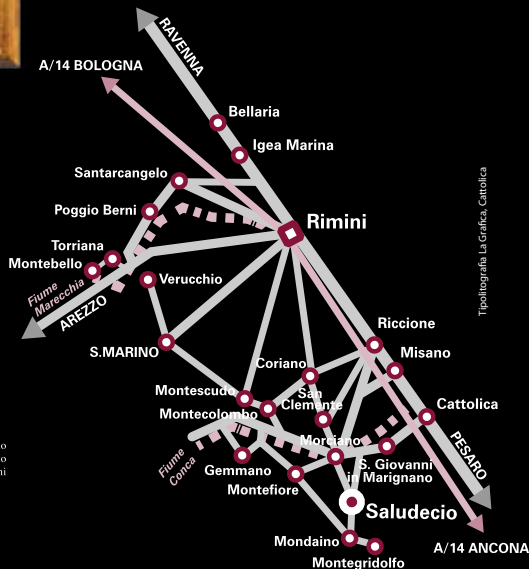 RAVENNA
A/14 BOLOGNA
Bellaria
Igea Marina
Santarcangelo
Poggio Berni
Rimini
Torriana
Montebello
Verucchio
Fiume
Marecchia
AREZZO
Tipolitografia La Grafica, Cattolica
S.MARINO
Riccione
Misano
Coriano
San
Clemente
Montescudo
Montecolombo
Cattolica
Morciano
Fiume
Conca
Gemmano
S. Giovanni
in Marignano
PESARO
Montefiore
Saludecio
Mondaino
Montegridolfo
A/14 ANCONA